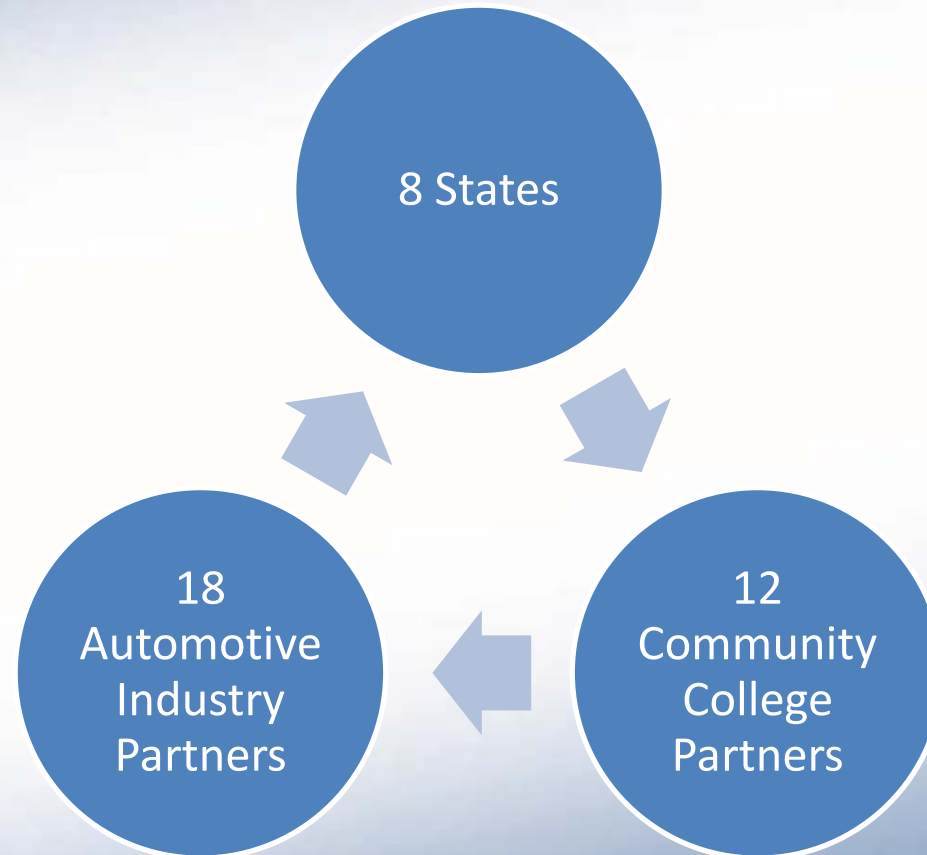 8 States
18
Automotive
Industry
Partners
12
Community
College
Partners